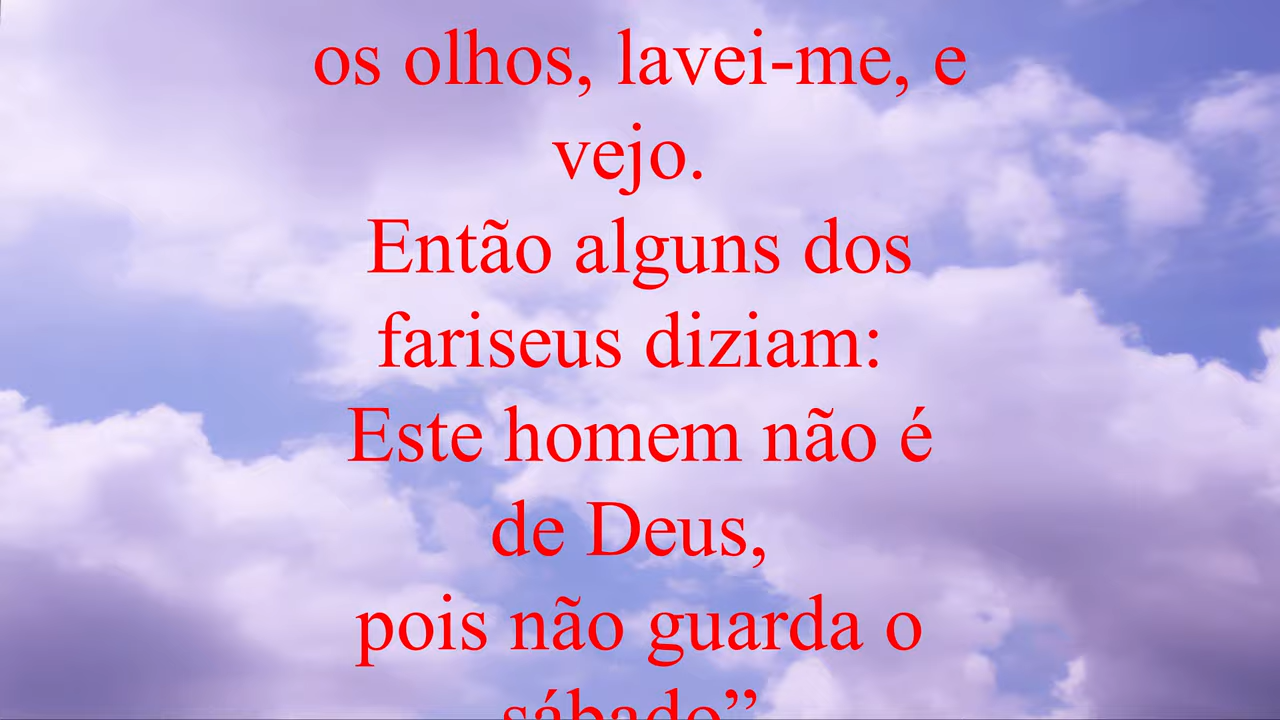 os olhos, lavei-me, e
vejo.
Então alguns dos
fariseus diziam:
Este homem não é
de Deus,
pois não guarda o
sábado”